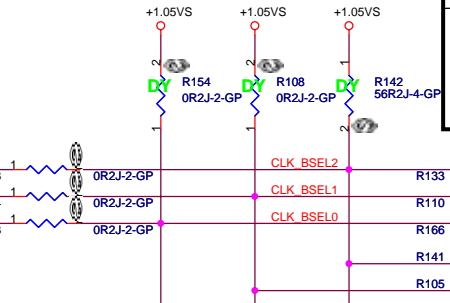 +1.05VS +1.05VS +1.05VS
2 2 1
DY R154 DY R108 DY R142
0R2J-2-GP 0R2J-2-GP 56R2J-4-GP
1 1 2
1 CLK_BSEL2
0R2J-2-GP R133
1 CLK_BSEL1
0R2J-2-GP R110
1 CLK_BSEL0
0R2J-2-GP R166
R141
R105